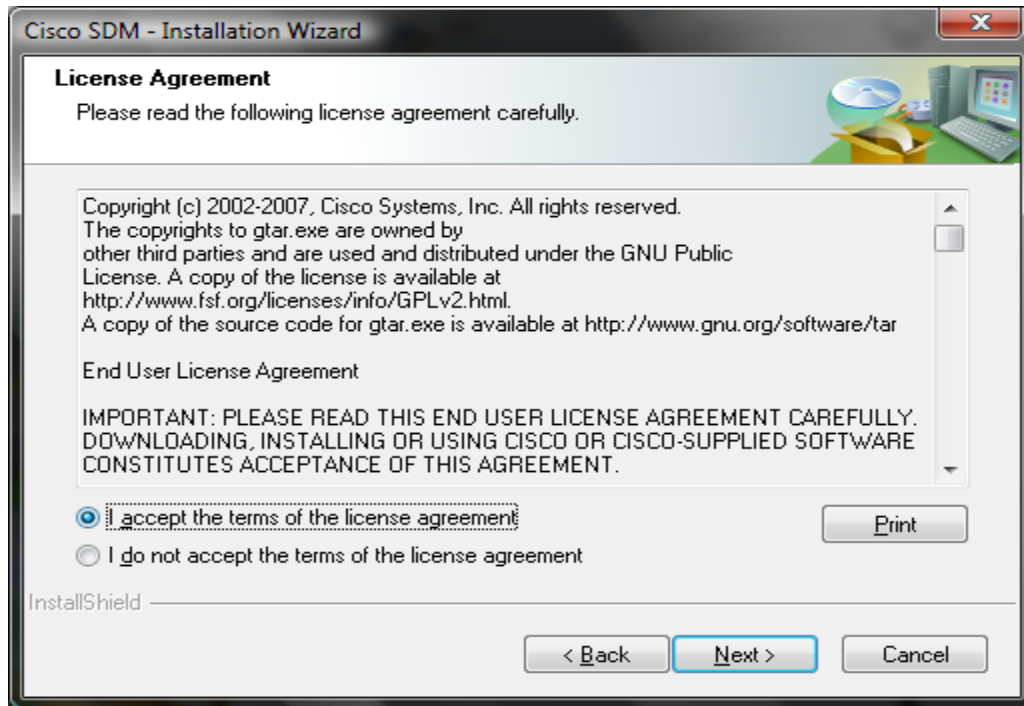 Cisco SDM - Installation Wizard
License Agreement
Please read the following license agreement carefully.
Copyright (c) 2002-2007, Cisco Systems, Inc. All rights reserved.
The copyrights to gtar.exe are owned by
other third parties and are used and distributed under the GNU Public
License. A copy of the license is available at
http://www.fsf.org/licenses/info/GPLv2.html.
A copy of the source code for gtar.exe is available at http://www.gnu.org/software/tar
End User License Agreement
IMPORTANT: PLEASE READ THIS END USER LICENSE AGREEMENT CAREFULLY.
DOWNLOADING, INSTALLING OR USING CISCO OR CISCO-SUPPLIED SOFTWARE
CONSTITUTES ACCEPTANCE OF THIS AGREEMENT.
I accept the terms of the license agreement
Print
I do not accept the terms of the license agreement
InstallShield
< Back
Next >
Cancel